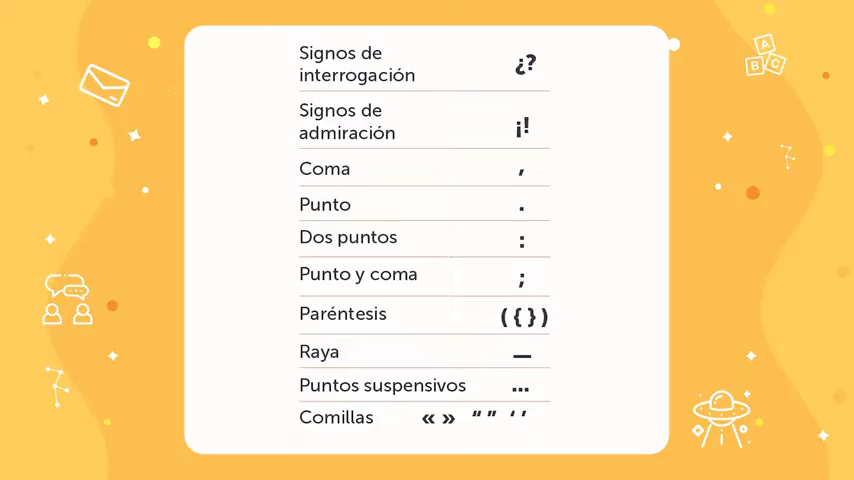 Signos de
interrogación ¿?
Signos de
admiración ¡!
Coma ,
Punto .
Dos puntos :
Punto y coma ;
Paréntesis ( { } )
Raya —
Puntos suspensivos ...
Comillas « » “ ” ‘ ’
A
B C